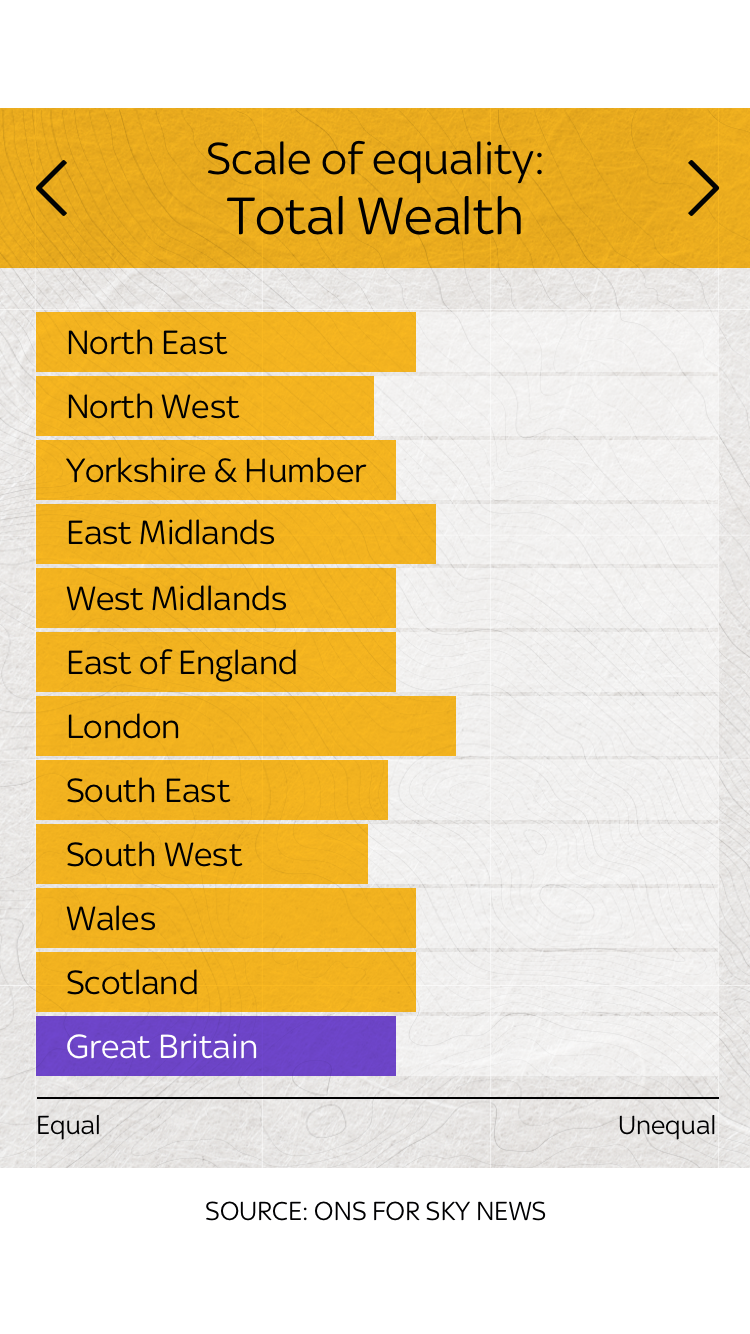 Scale of equality:
Total Wealth
North East
North West
Yorkshire & Humber
East Midlands
West Midlands
East of England
London
South East
South West
Wales
Scotland
Great Britain
Equal
Unequal
SOURCE: ONS FOR SKY NEWS